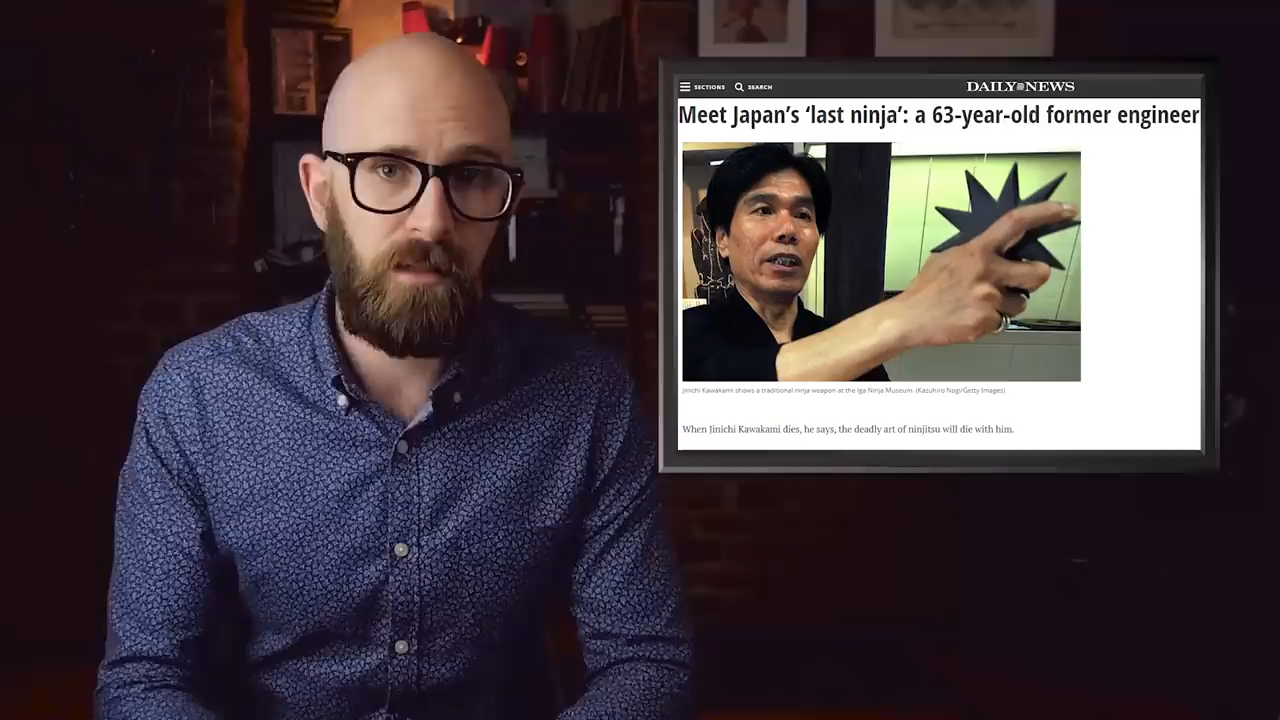 SECTIONS SEARCH DAILY NEWS
Meet Japan's 'last ninja': a 63-year-old former engineer
Jinichi Kawakami shows a traditional ninja weapon at the Iga Ninja Museum. (Kazuhiro Nogi/Getty Images)
When Jinichi Kawakami dies, he says, the deadly art of ninjitsu will die with him.